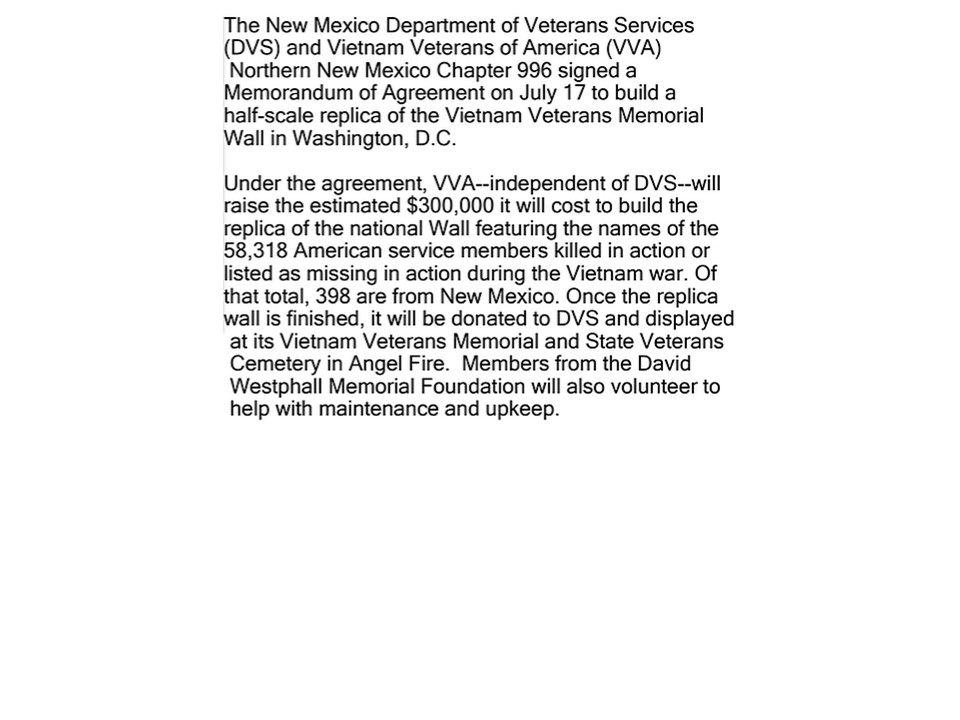 The New Mexico Department of Veterans Services
(DVS) and Vietnam Veterans of America (VVA)
Northern New Mexico Chapter 996 signed a
Memorandum of Agreement on July 17 to build a
half-scale replica of the Vietnam Veterans Memorial
Wall in Washington, D.C.
Under the agreement, VVA--independent of DVS--will
raise the estimated $300,000 it will cost to build the
replica of the national Wall featuring the names of the
58,318 American service members killed in action or
listed as missing in action during the Vietnam war. Of
that total, 398 are from New Mexico. Once the replica
wall is finished, it will be donated to DVS and displayed
at its Vietnam Veterans Memorial and State Veterans
Cemetery in Angel Fire.  Members from the David
Westphall Memorial Foundation will also volunteer to
help with maintenance and upkeep.